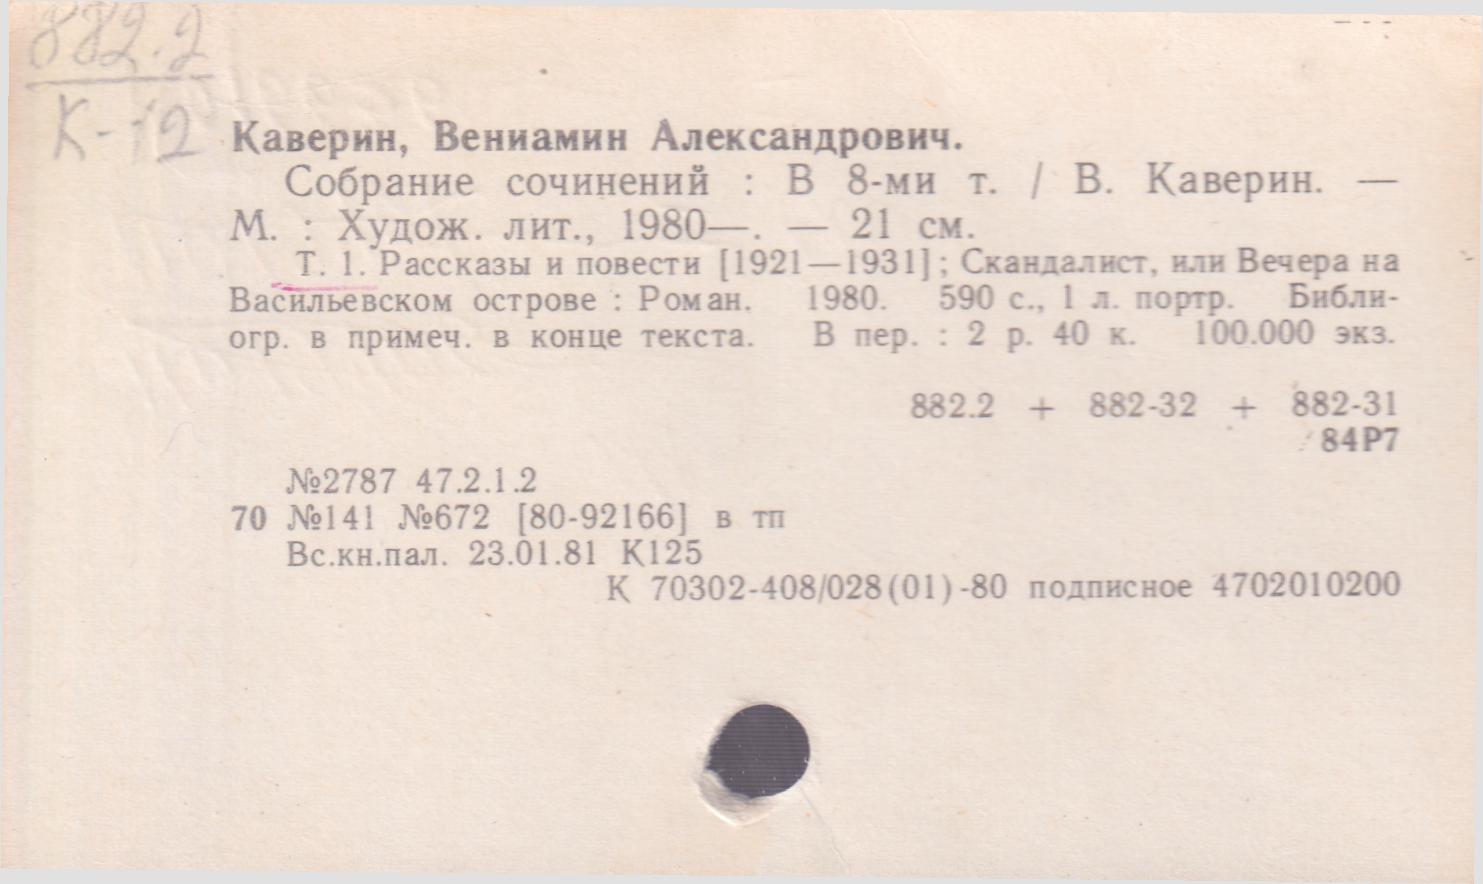 882.2
К-12
Каверин, Вениамин Александрович.
Собрание сочинений : В 8-ми т. / В. Каверин. —
М. : Худож. лит., 1980—. — 21 см.
Т. 1. Рассказы и повести [1921—1931] ; Скандалист, или Вечера на
Васильевском острове : Роман. 1980. 590 с., 1 л. портр. Библи-
огр. в примеч. в конце текста. В пер. : 2 р. 40 к. 100.000 экз.
882.2 + 882-32 + 882-31
84Р7
№2787 47.2.1.2
70 №141 №672 [80-92166] в тп
Вс.кн.пал. 23.01.81 К125
К 70302-408/028(01)-80 подписное 4702010200